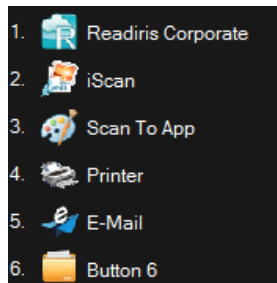 1. Readiris Corporate
2. iScan
3. Scan To App
4. Printer
5. E-Mail
6. Button 6